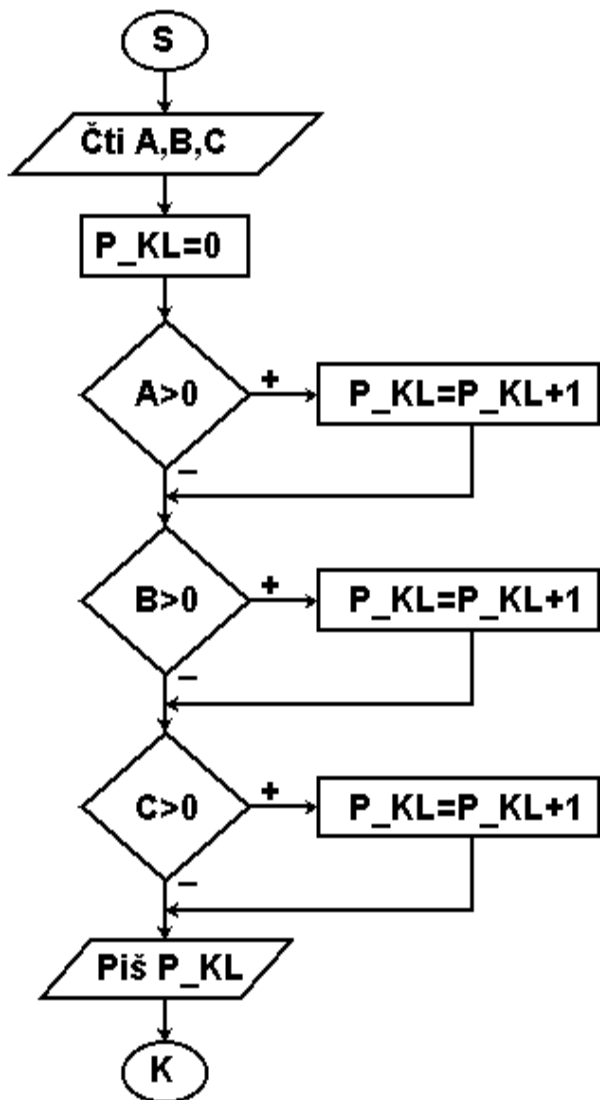 S
Čti A,B,C
P_KL=0
A>0
+
P_KL=P_KL+1
–
B>0
+
P_KL=P_KL+1
–
C>0
+
P_KL=P_KL+1
–
Piš P_KL
K